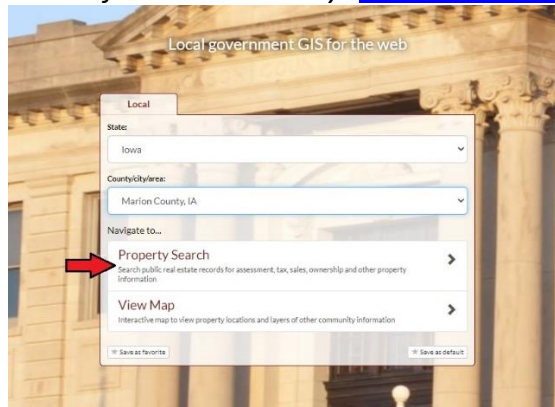 Local government GIS for the web
Local
State:
Iowa
County/city/area:
Marion County, IA
Navigate to...
Property Search
Search public real estate records for assessment, tax, sales, ownership and other property
information
View Map
Interactive map to view property locations and layers of other community information
Save as favorite
Save as default